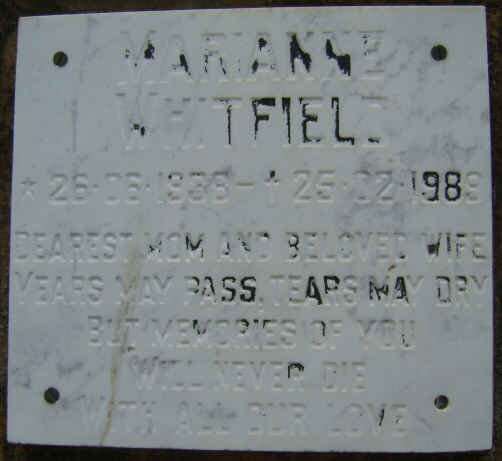 MARIANNE
WHITFIELD
* 26·06·1938 – † 25·02·1989
DEAREST MOM AND BELOVED WIFE
YEARS MAY PASS, TEARS MAY DRY
BUT MEMORIES OF YOU
WILL NEVER DIE
WITH ALL OUR LOVE